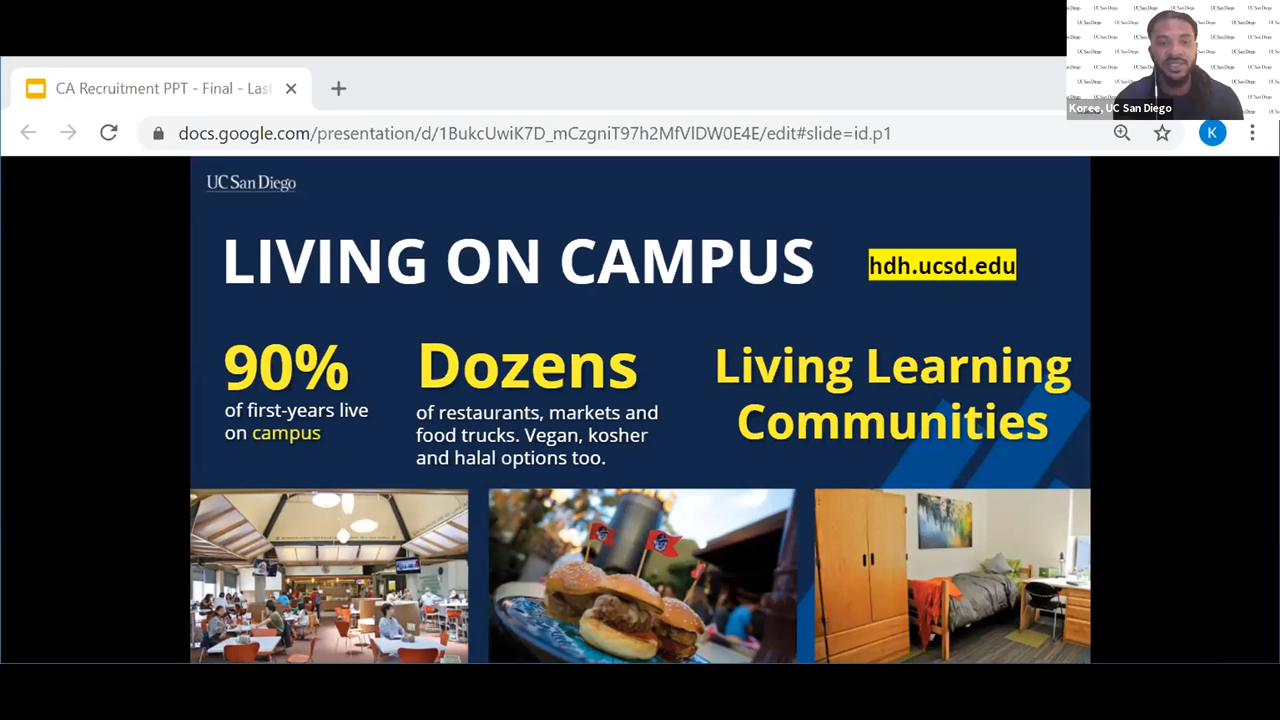 CA Recruitment PPT - Final - Las
docs.google.com/presentation/d/1BukcUwiK7D_mCzgniT97h2MfVlDW0E4E/edit#slide=id.p1
K
Koree, UC San Diego
UC San Diego
LIVING ON CAMPUS
hdh.ucsd.edu
90%
of first-years live
on campus
Dozens
of restaurants, markets and
food trucks. Vegan, kosher
and halal options too.
Living Learning
Communities